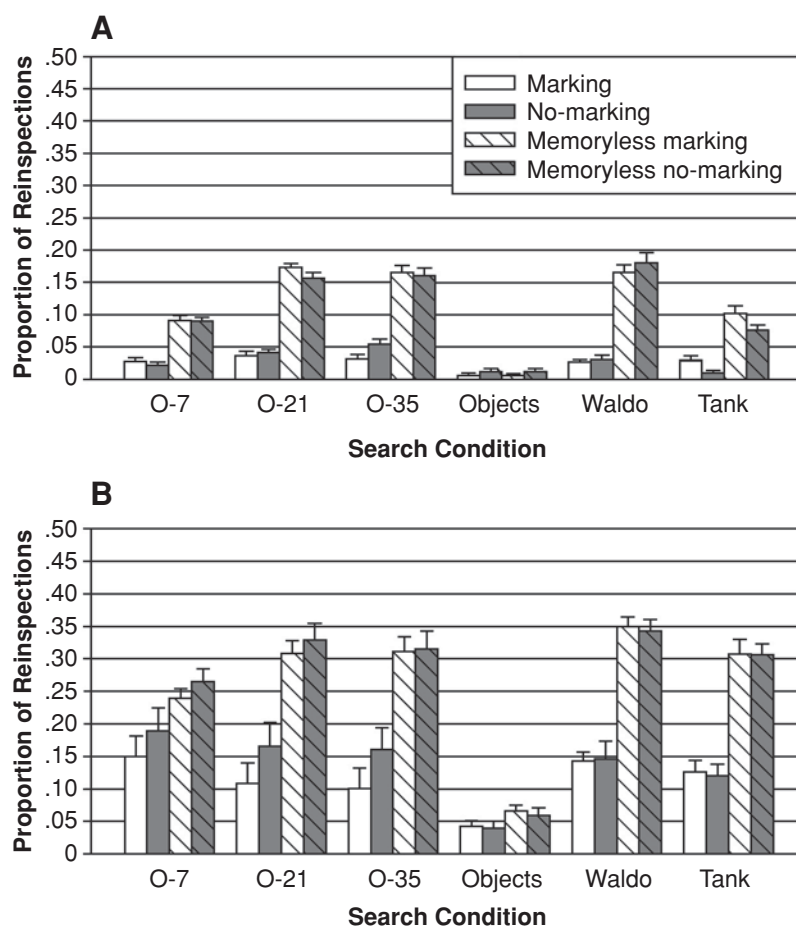 A
Proportion of Reinspections
.50
.45
.40
.35
.30
.25
.20
.15
.10
.05
0
Marking
No-marking
Memoryless marking
Memoryless no-marking
O-7 O-21 O-35 Objects Waldo Tank
Search Condition
B
Proportion of Reinspections
.50
.45
.40
.35
.30
.25
.20
.15
.10
.05
0
O-7 O-21 O-35 Objects Waldo Tank
Search Condition